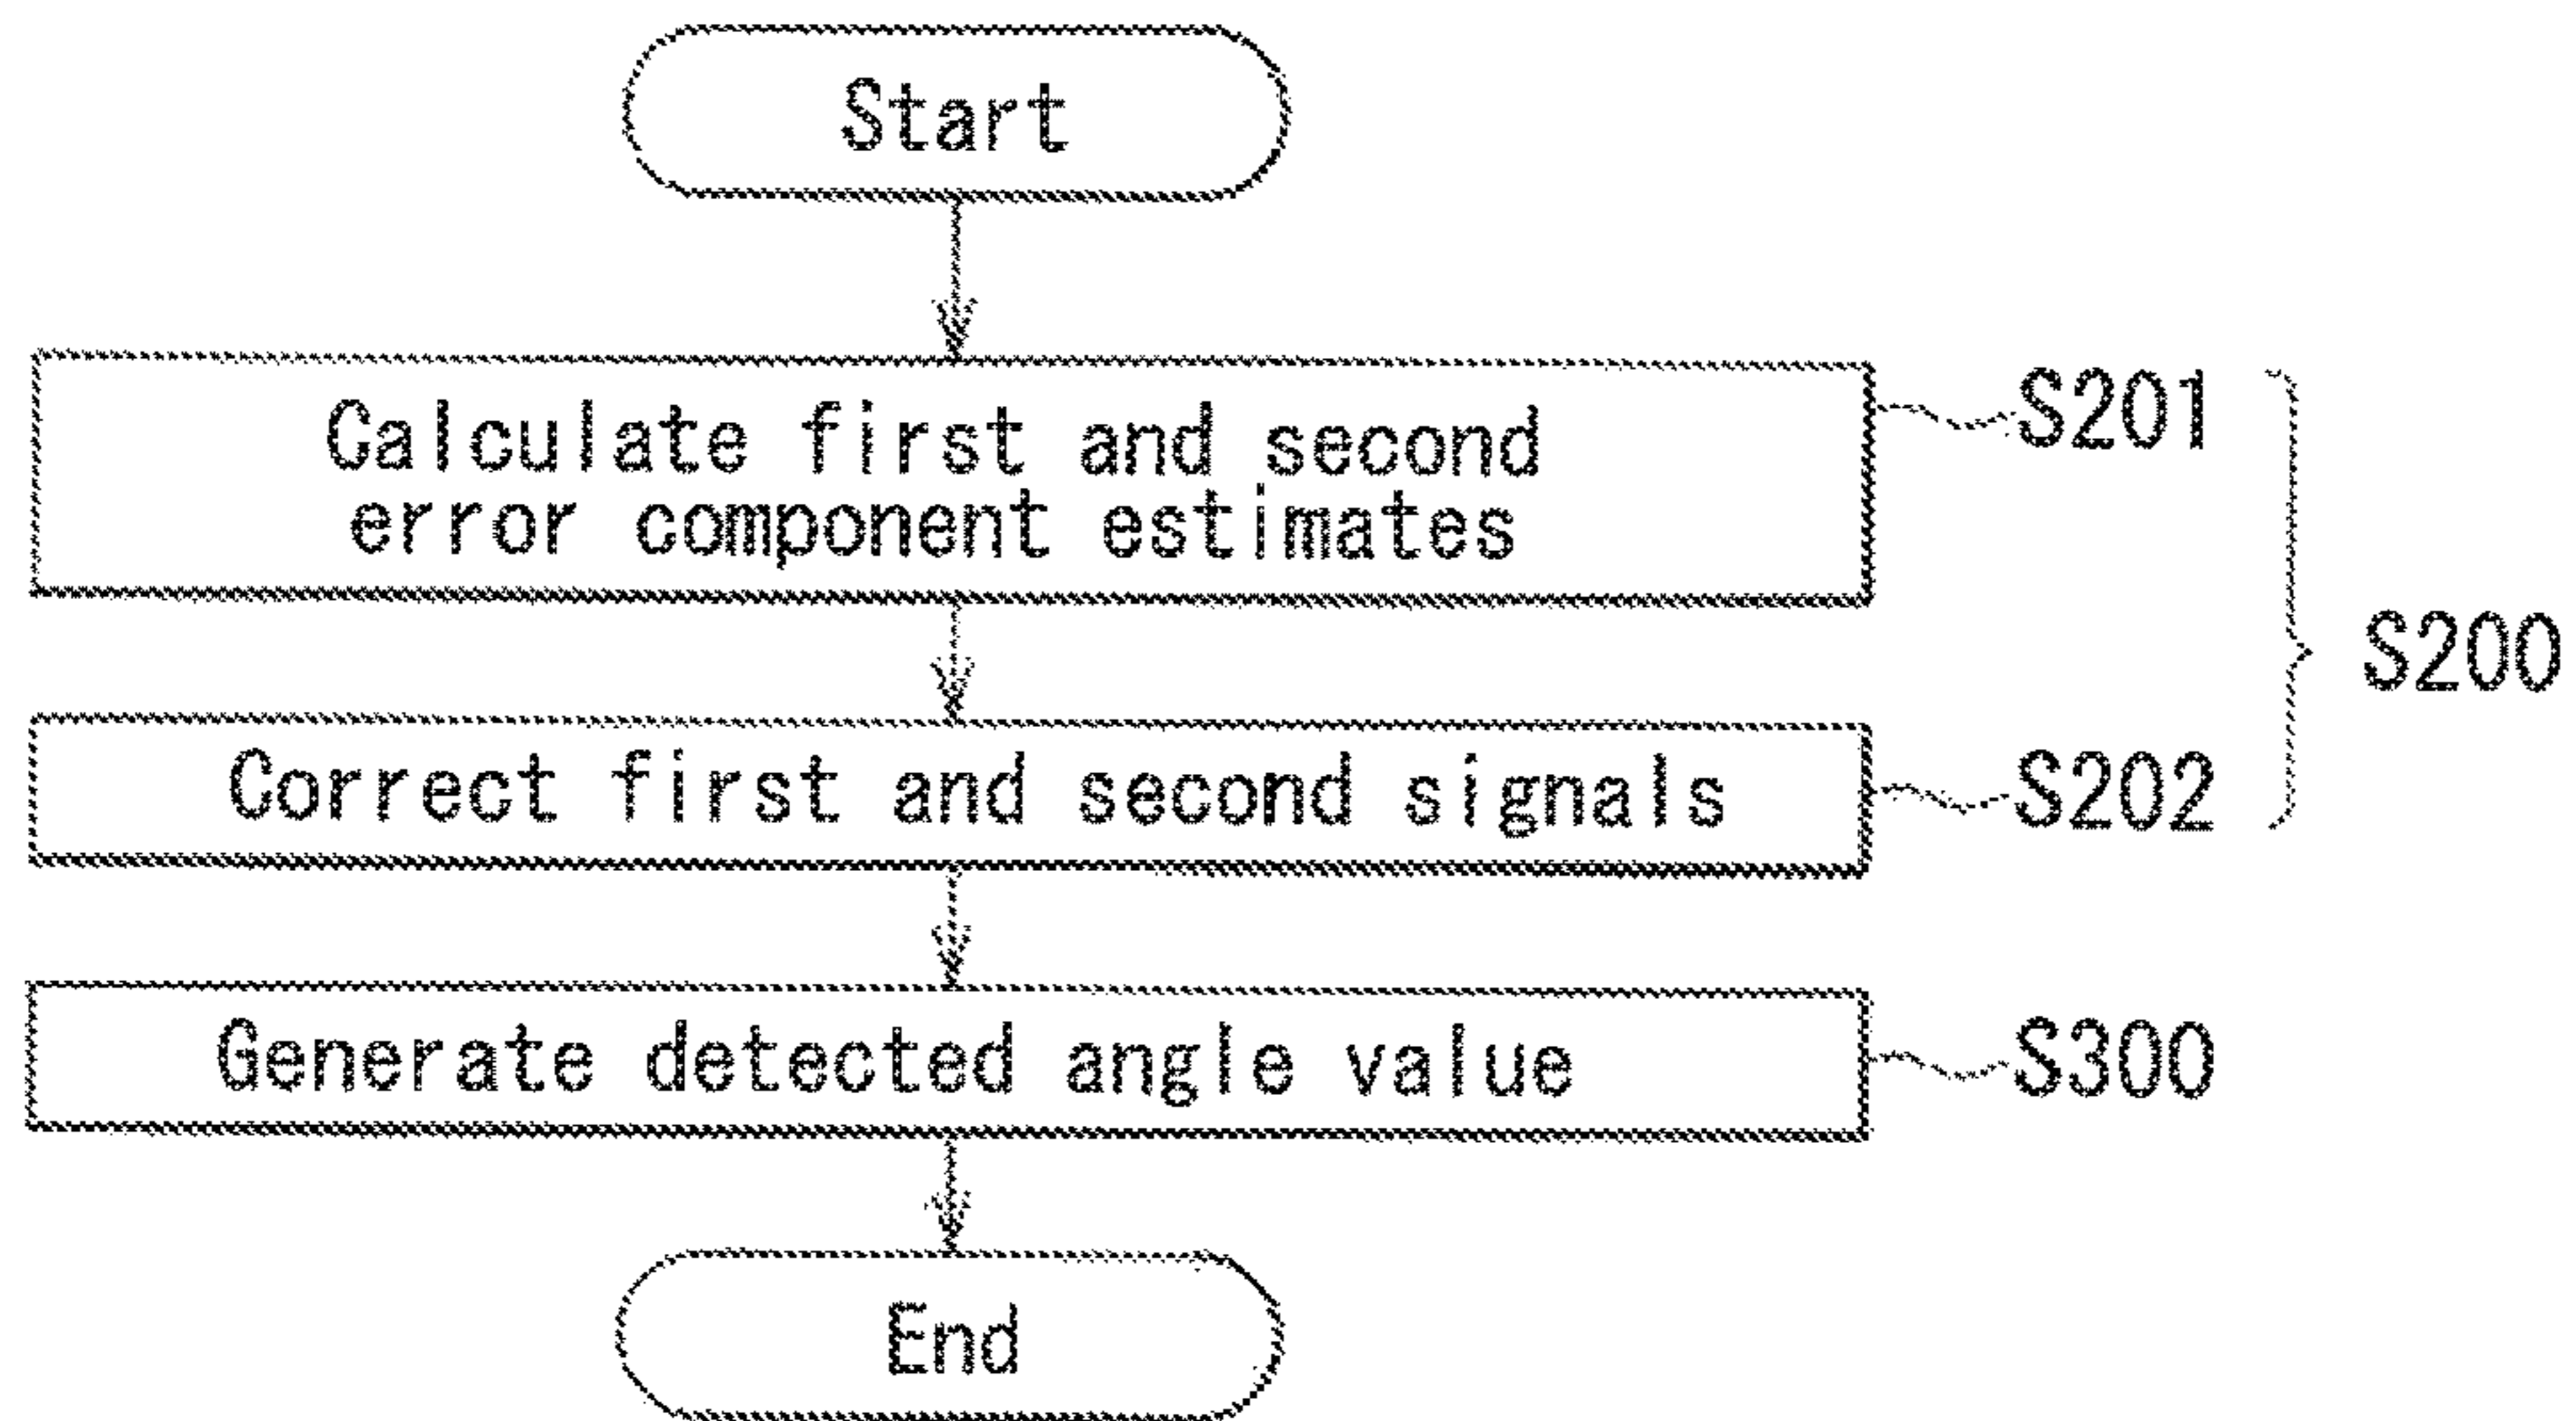 Start
Calculate first and second
error component estimates
S201
S200
Correct first and second signals
S202
Generate detected angle value
S300
End